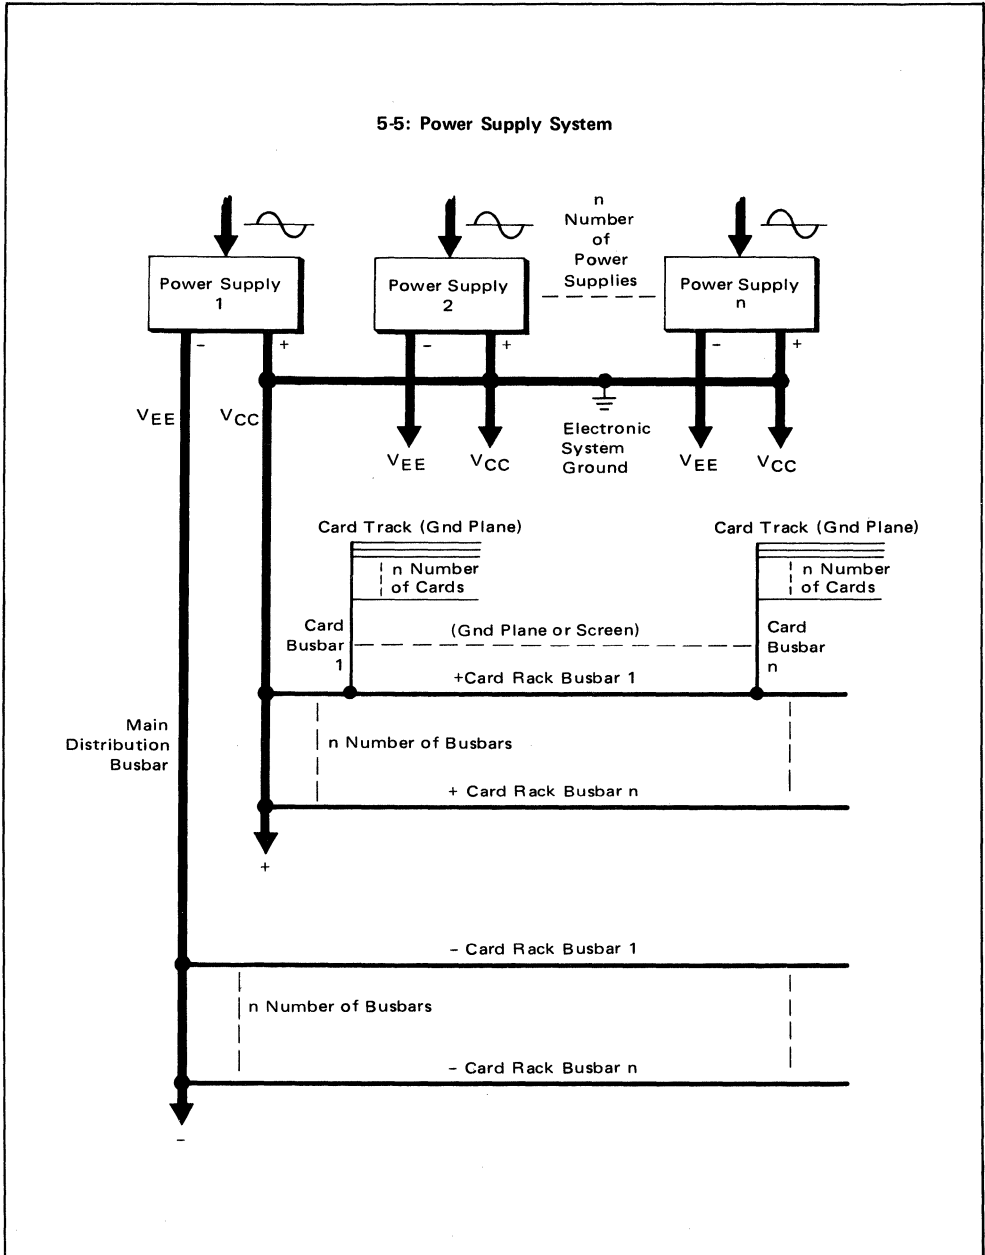 5-5: Power Supply System
n
Number
of
Power
Supplies
Power Supply
1
Power Supply
2
Power Supply
n
− +
− +
− +
VEE
VCC
Electronic
System
Ground
VEE
VCC
VEE
VCC
Card Track (Gnd Plane)
n Number
of Cards
Card Track (Gnd Plane)
n Number
of Cards
Card
Busbar
1
(Gnd Plane or Screen)
Card
Busbar
n
+Card Rack Busbar 1
Main
Distribution
Busbar
n Number of Busbars
+ Card Rack Busbar n
+
− Card Rack Busbar 1
n Number of Busbars
− Card Rack Busbar n
−